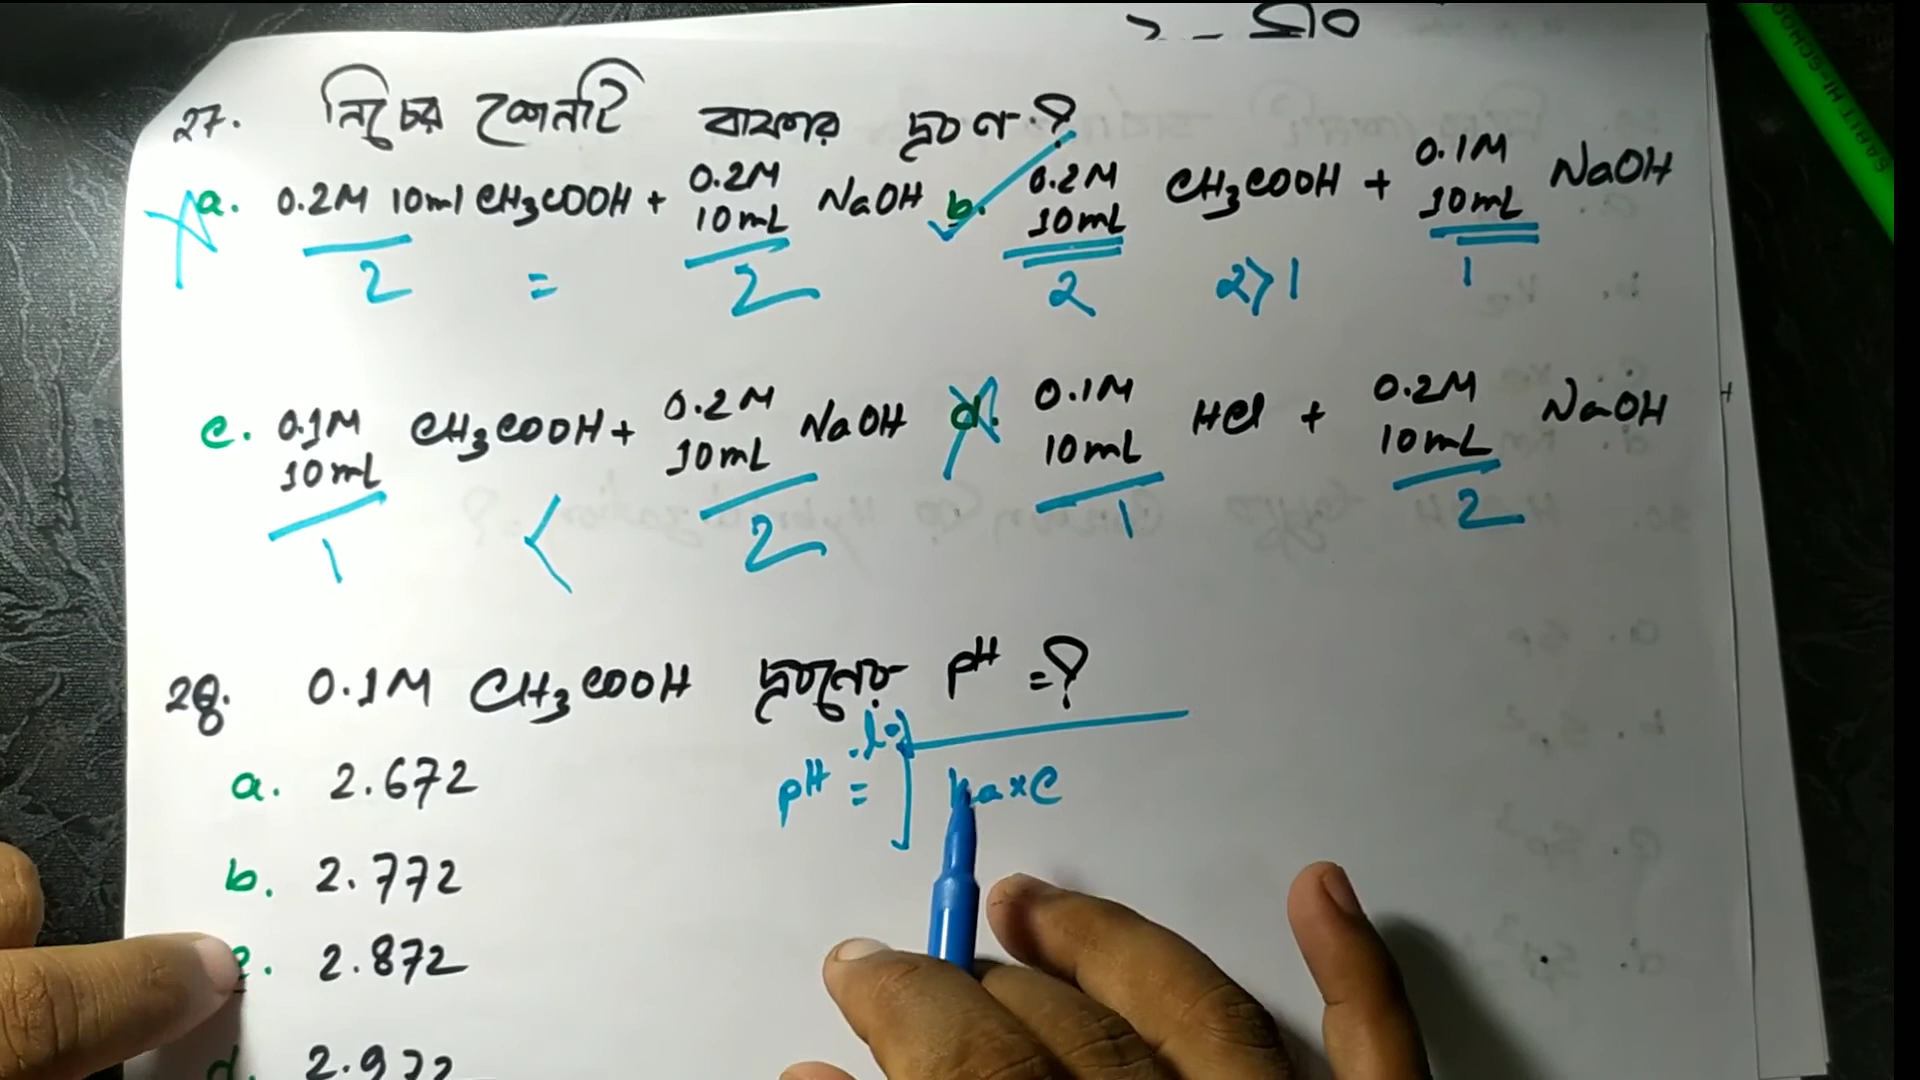 27. নিচের কোনটি বাফার দ্রবণ ?
a. 0.2M 10ml CH3COOH + 0.2M 10mL NaOH
2 = 2
b. 0.2M 10mL CH3COOH + 0.1M 10mL NaOH
2 2>1 1
c. 0.1M 10mL CH3COOH + 0.2M 10mL NaOH
1 < 2
d. 0.1M 10mL HCl + 0.2M 10mL NaOH
1 2
28. 0.1M CH3COOH দ্রবণের pH = ?
pH = -log √ka×C
a. 2.672
b. 2.772
c. 2.872
d. 2.972